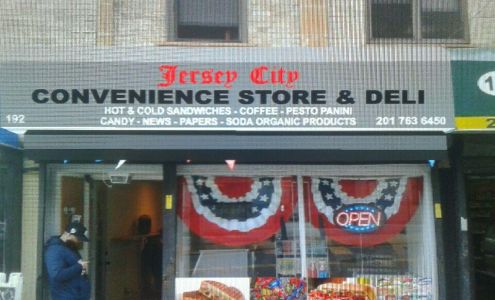 Jersey City
CONVENIENCE STORE & DELI
HOT & COLD SANDWICHES - COFFEE - PESTO PANINI
192
CANDY - NEWS - PAPERS - SODA ORGANIC PRODUCTS
201 763 6450
OPEN